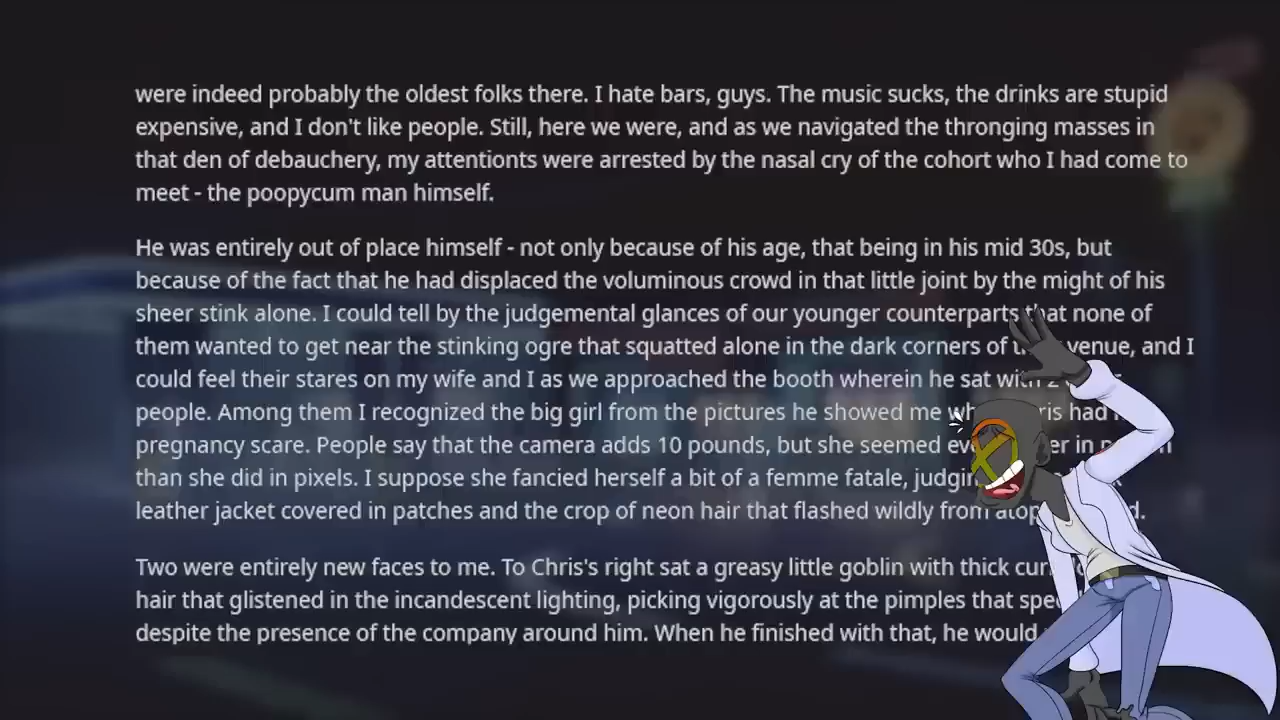 were indeed probably the oldest folks there. I hate bars, guys. The music sucks, the drinks are stupid
expensive, and I don't like people. Still, here we were, and as we navigated the thronging masses in
that den of debauchery, my attentionts were arrested by the nasal cry of the cohort who I had come to
meet - the poopycum man himself.
He was entirely out of place himself - not only because of his age, that being in his mid 30s, but
because of the fact that he had displaced the voluminous crowd in that little joint by the might of his
sheer stink alone. I could tell by the judgemental glances of our younger counterparts that none of
them wanted to get near the stinking ogre that squatted alone in the dark corners of venue, and I
could feel their stares on my wife and I as we approached the booth wherein he sat with 2
people. Among them I recognized the big girl from the pictures he showed me had
pregnancy scare. People say that the camera adds 10 pounds, but she seemed in
than she did in pixels. I suppose she fancied herself a bit of a femme fatale,
leather jacket covered in patches and the crop of neon hair that flashed wildly from
Two were entirely new faces to me. To Chris's right sat a greasy little goblin with thick
hair that glistened in the incandescent lighting, picking vigorously at the pimples that
despite the presence of the company around him. When he finished with that, he would